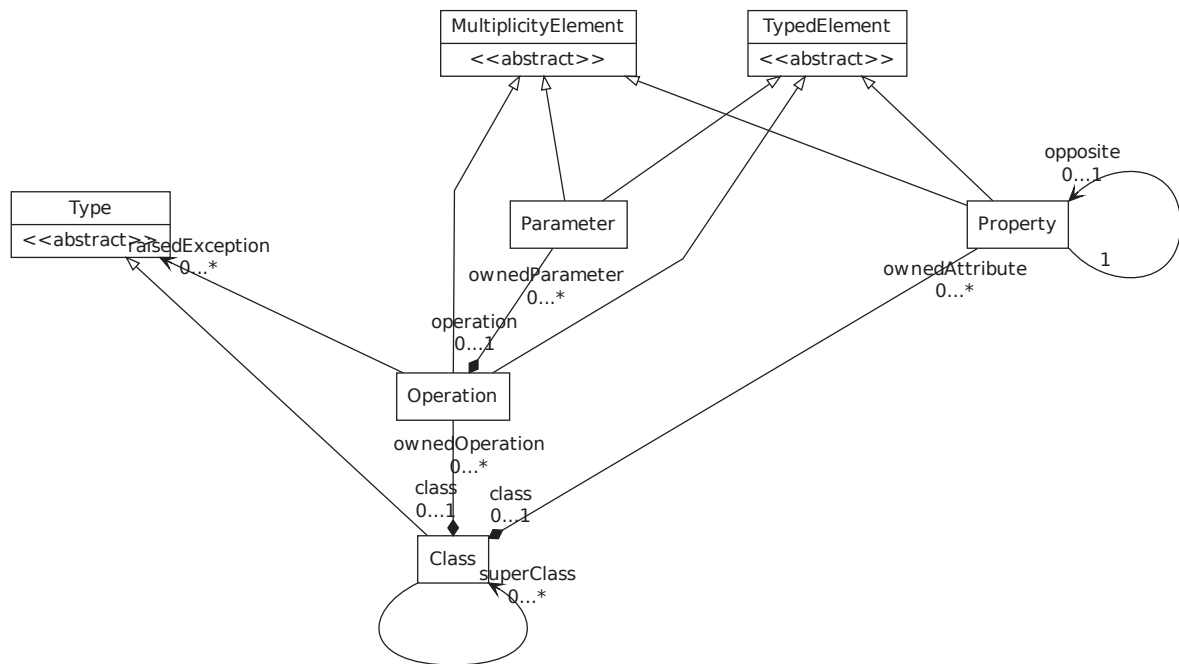 MultiplicityElement
<<abstract>>
TypedElement
<<abstract>>
opposite
0...1
Type
<<abstract>>
Parameter
Property
raisedException
0...*
1
ownedParameter
0...*
ownedAttribute
0...*
operation
0...1
Operation
ownedOperation
0...*
class
0...1
class
0...1
Class
superClass
0...*